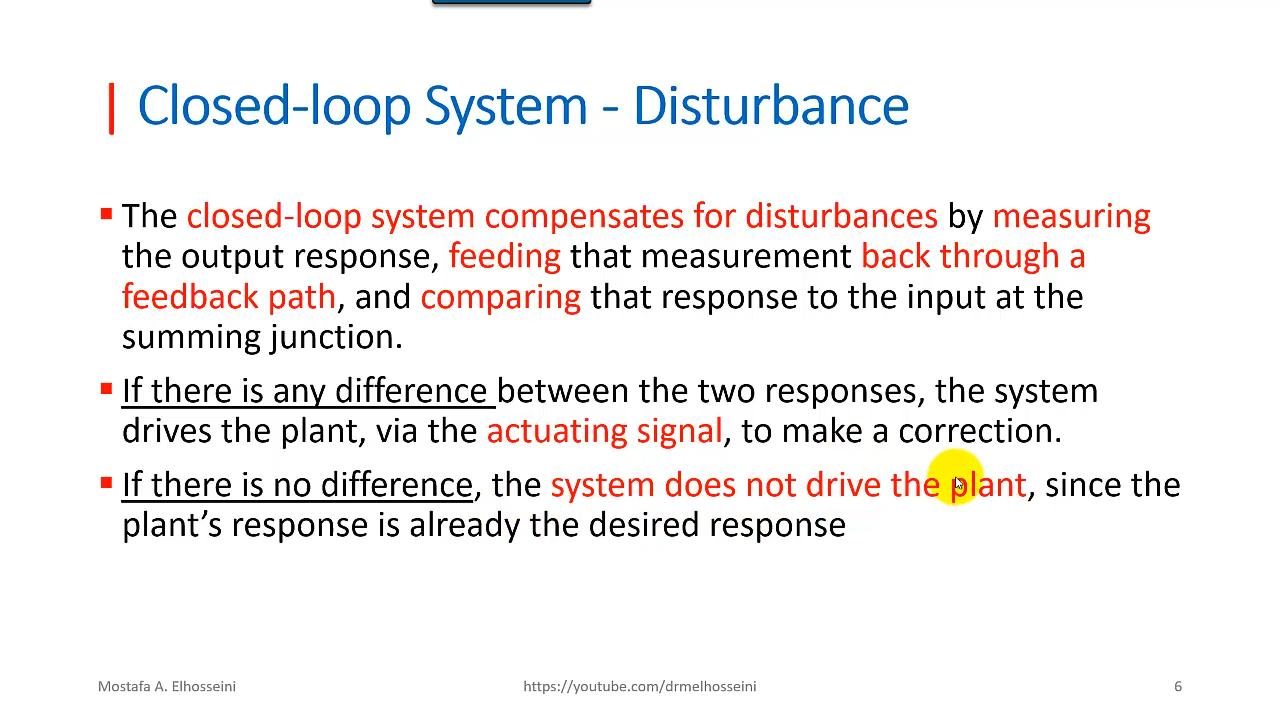 | Closed-loop System - Disturbance
▪ The closed-loop system compensates for disturbances by measuring
the output response, feeding that measurement back through a
feedback path, and comparing that response to the input at the
summing junction.
▪ If there is any difference between the two responses, the system
drives the plant, via the actuating signal, to make a correction.
▪ If there is no difference, the system does not drive the plant, since the
plant’s response is already the desired response
Mostafa A. Elhosseini
https://youtube.com/drmelhosseini
6